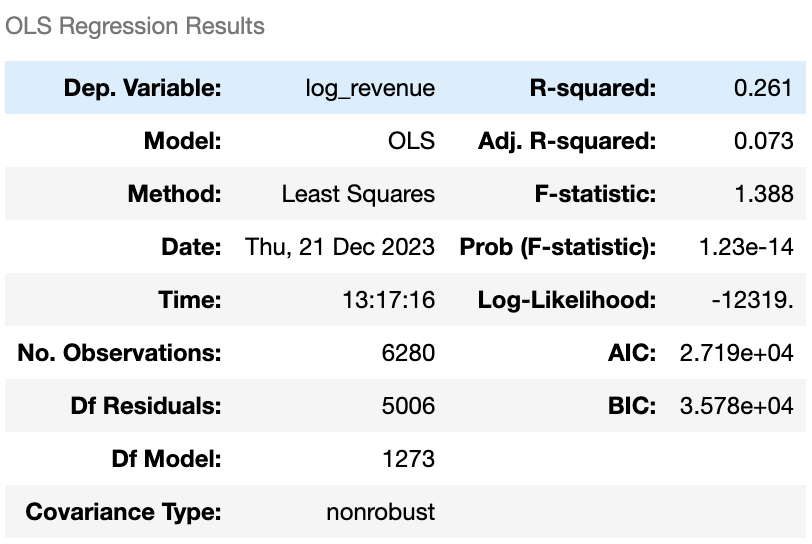 OLS Regression Results
Dep. Variable: log_revenue R-squared: 0.261
Model: OLS Adj. R-squared: 0.073
Method: Least Squares F-statistic: 1.388
Date: Thu, 21 Dec 2023 Prob (F-statistic): 1.23e-14
Time: 13:17:16 Log-Likelihood: -12319.
No. Observations: 6280 AIC: 2.719e+04
Df Residuals: 5006 BIC: 3.578e+04
Df Model: 1273
Covariance Type: nonrobust